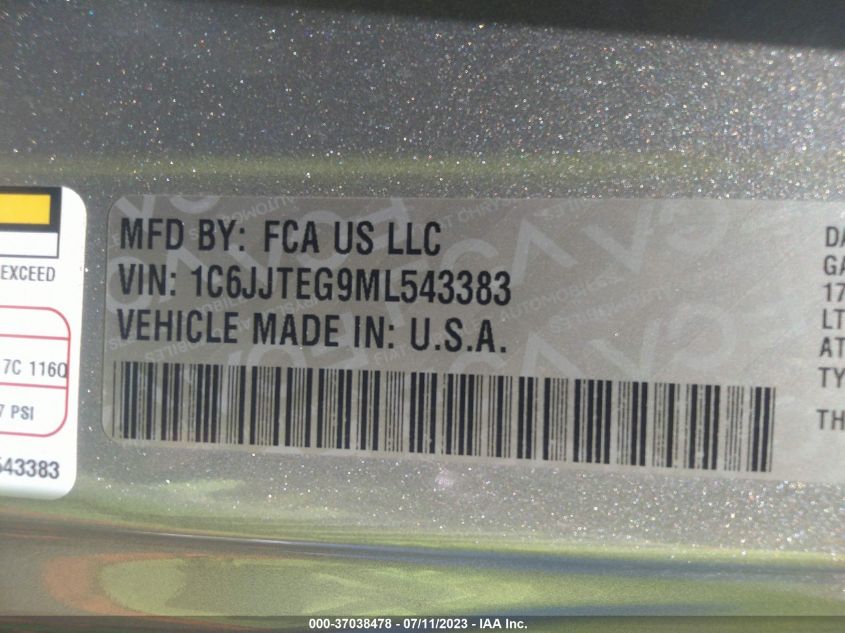 MFD BY: FCA US LLC
VIN: 1C6JJTEG9ML543383
VEHICLE MADE IN: U.S.A.
EXCEED
7C 116Q
7 PSI
543383
DA
GA
17
LT
AT
TY
TH
000-37038478 - 07/11/2023 - IAA Inc.